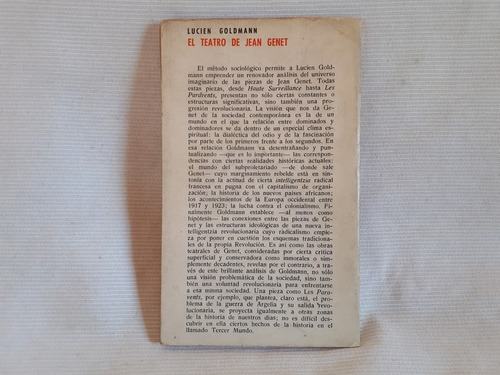 LUCIEN GOLDMANN
EL TEATRO DE JEAN GENET
El método sociológico permite a Lucien Gold-
mann emprender un renovador análisis del universo
imaginario de las piezas de Jean Genet. Todas
estas piezas, desde Haute Surveillance hasta Les
Paravents, presentan no sólo ciertas constantes o
estructuras significativas, sino también una pro-
gresión revolucionaria. La visión que nos da Ge-
net de la sociedad contemporánea es la de un
mundo en el que la relación entre dominados y
dominadores se da dentro de un especial clima es-
piritual: la dialéctica del odio y de la fascinación
por parte de los primeros frente a los segundos. En
esa relación Goldmann va desentrañando y pun-
tualizando —que es lo importante— las correspon-
dencias con ciertas realidades históricas actuales:
el mundo del subproletariado —de donde sale
Genet— cuyo marginamiento rebelde está en sin-
tonía con la actitud de cierta intelligentzia radical
francesa en pugna con el capitalismo de organi-
zación; la historia de los nuevos países africanos;
los acontecimientos de la Europa occidental entre
1917 y 1923; la lucha contra el colonialismo. Fi-
nalmente Goldmann establece —al menos como
hipótesis— las conexiones entre las piezas de Ge-
net y las estructuras ideológicas de una nueva in-
telligentzia revolucionaria cuyo radicalismo empie-
za por poner en cuestión los esquemas tradiciona-
les de la propia Revolución. Es así como las obras
teatrales de Genet, consideradas por cierta crítica
superficial y conservadora como inmorales o sim-
plemente decadentes, revelan por el contrario, a tra-
vés de este brillante análisis de Goldmann, no sólo
una visión problemática de la sociedad, sino tam-
bién una voluntad revolucionaria para enfrentarse
a esa misma sociedad. Una pieza como Les Para-
vents, por ejemplo, que plantea, claro está, el pro-
blema de la guerra de Argelia y su salida revo-
lucionaria, se proyecta igualmente a otras zonas
de la historia de nuestros días; no es difícil des-
cubrir en ella ciertos hechos de la historia en el
llamado Tercer Mundo.